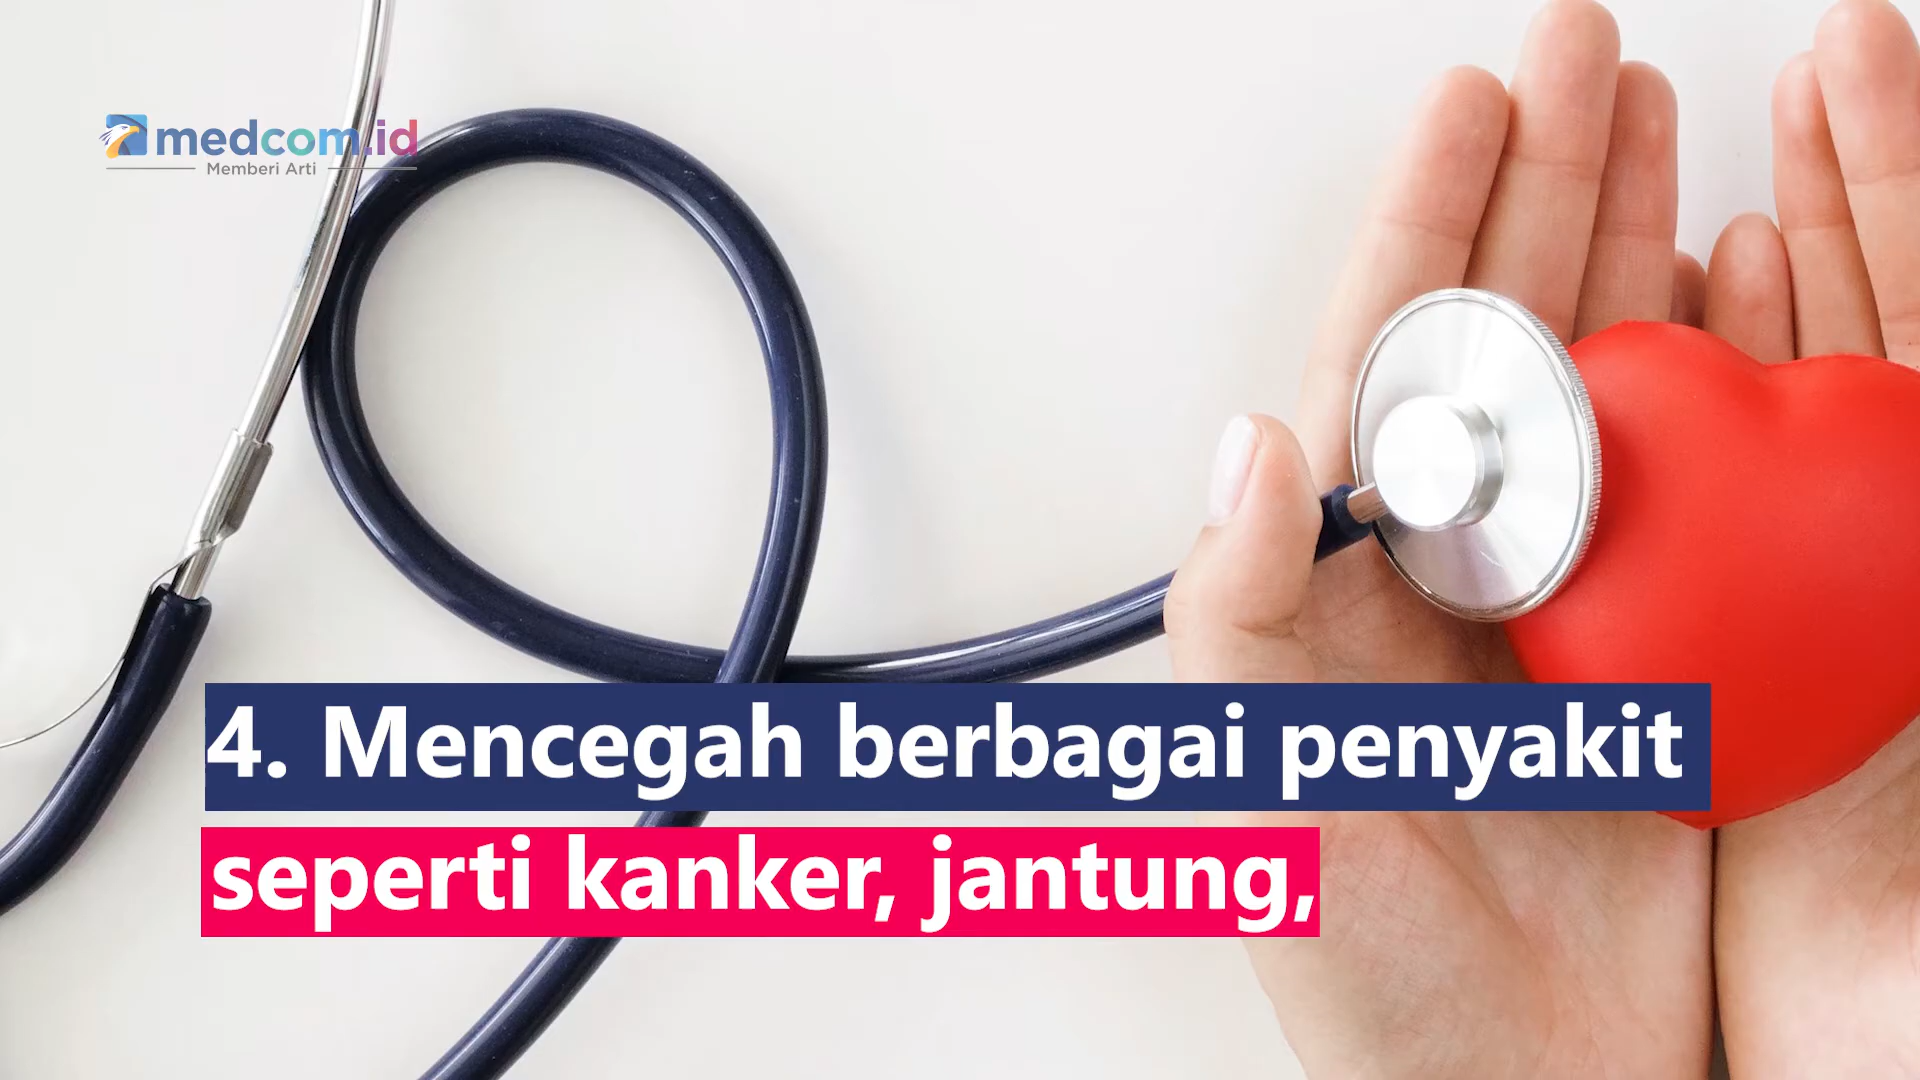 medcom.id
Memberi Arti
4. Mencegah berbagai penyakit
seperti kanker, jantung,